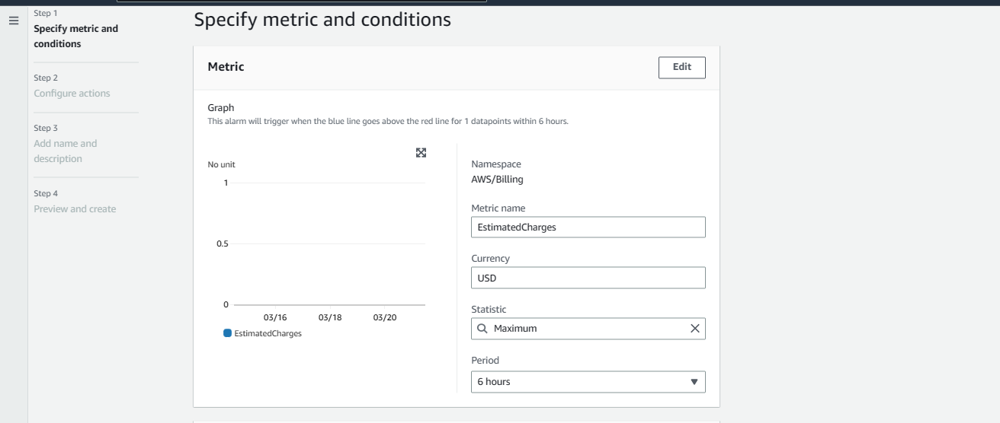 Step 1
Specify metric and
conditions
Step 2
Configure actions
Step 3
Add name and
description
Step 4
Preview and create
Specify metric and conditions
Metric
Edit
Graph
This alarm will trigger when the blue line goes above the red line for 1 datapoints within 6 hours.
No unit
1
0.5
0
03/16 03/18 03/20
EstimatedCharges
Namespace
AWS/Billing
Metric name
EstimatedCharges
Currency
USD
Statistic
Maximum
Period
6 hours